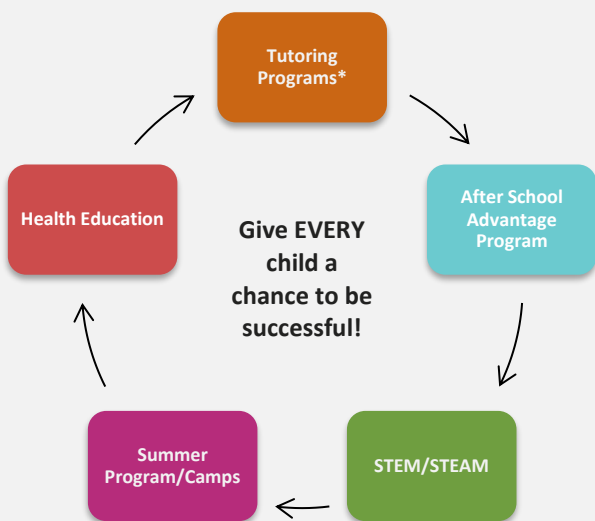 Tutoring
Programs*
After School
Advantage
Program
Health Education
Give EVERY
child a
chance to be
successful!
STEM/STEAM
Summer
Program/Camps